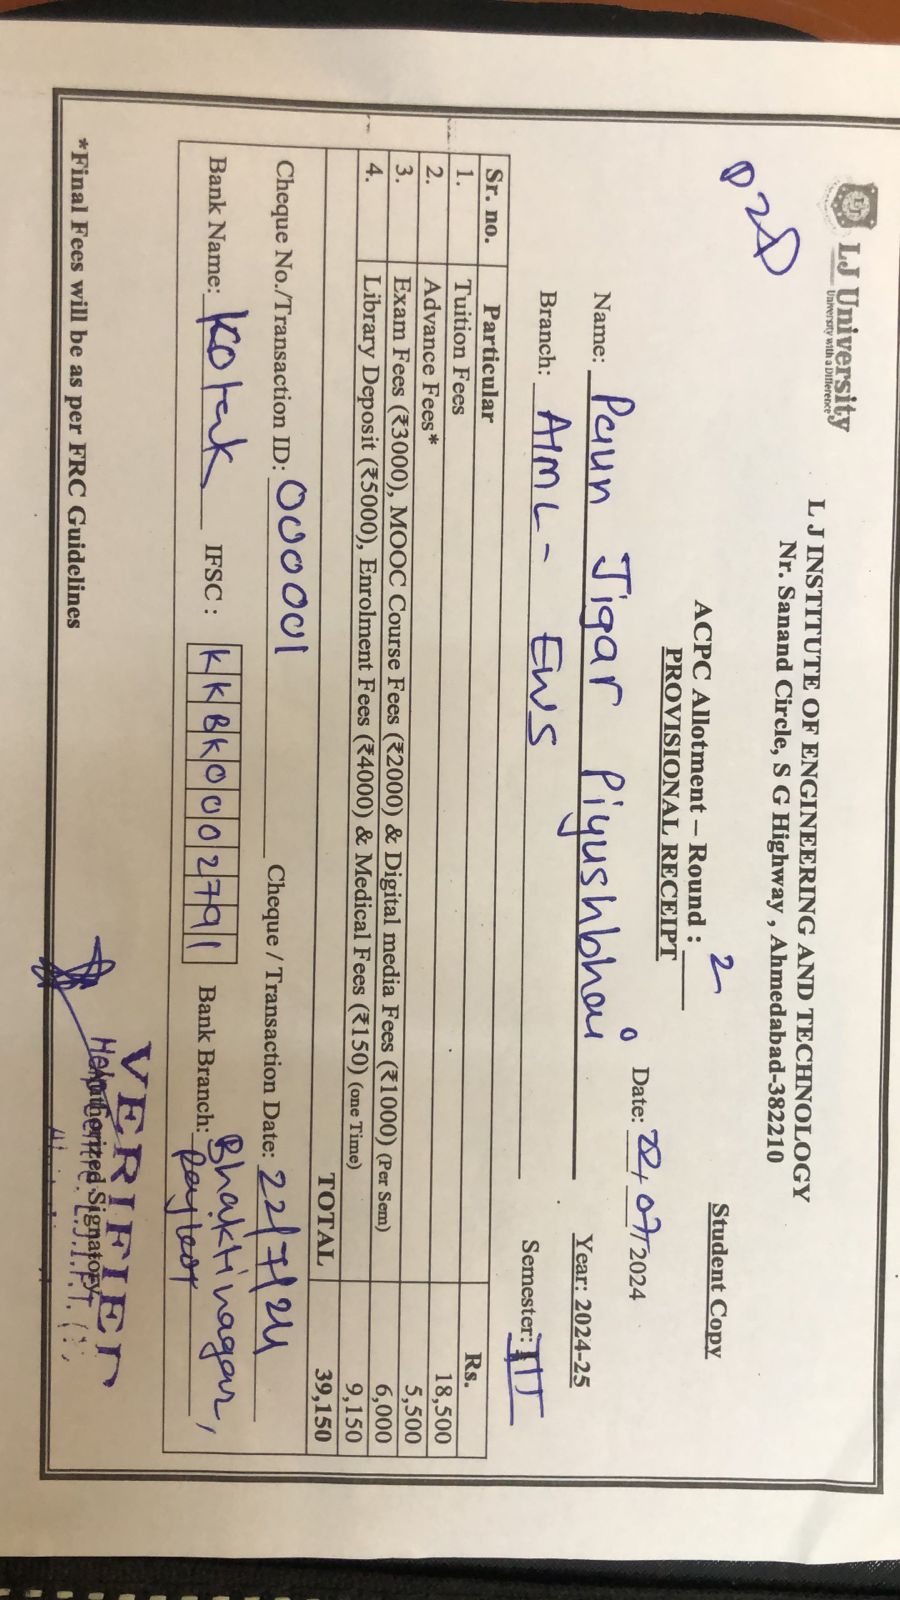 LJ University
University with a Difference
L J INSTITUTE OF ENGINEERING AND TECHNOLOGY
Nr. Sanand Circle, S G Highway , Ahmedabad-382210
D2D
Student Copy
ACPC Allotment – Round : 2
PROVISIONAL RECEIPT
Date: /07/2024
Name: Jigar Piyushbhai
Year: 2024-25
Branch: AIML - EWS
Semester: III
Sr. no. Particular Rs.
1. Tuition Fees 18,500
2. Advance Fees* 5,500
3. Exam Fees (₹3000), MOOC Course Fees (₹2000) & Digital media Fees (₹1000) (Per Sem) 6,000
4. Library Deposit (₹5000), Enrolment Fees (₹4000) & Medical Fees (₹150) (one Time) 9,150
TOTAL 39,150
Cheque No./Transaction ID: 000001 Cheque / Transaction Date: 22/7/24
Bank Name: Kotak IFSC : KKBK0002791 Bank Branch: Bhaktinagar,
VERIFIED
Authorized Signatory
*Final Fees will be as per FRC Guidelines